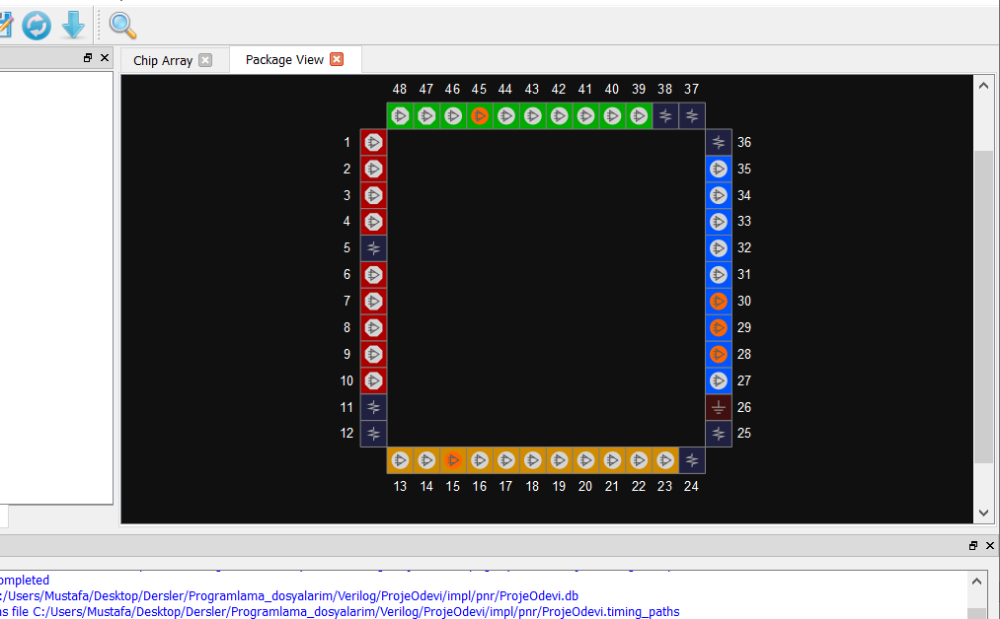 Chip Array
Package View
48 47 46 45 44 43 42 41 40 39 38 37
1 36
2 35
3 34
4 33
5 32
6 31
7 30
8 29
9 28
10 27
11 26
12 25
13 14 15 16 17 18 19 20 21 22 23 24
ompleted
:/Users/Mustafa/Desktop/Dersler/Programlama_dosyalarim/Verilog/ProjeOdevi/impl/pnr/ProjeOdevi.db
ns file C:/Users/Mustafa/Desktop/Dersler/Programlama_dosyalarim/Verilog/ProjeOdevi/impl/pnr/ProjeOdevi.timing_paths